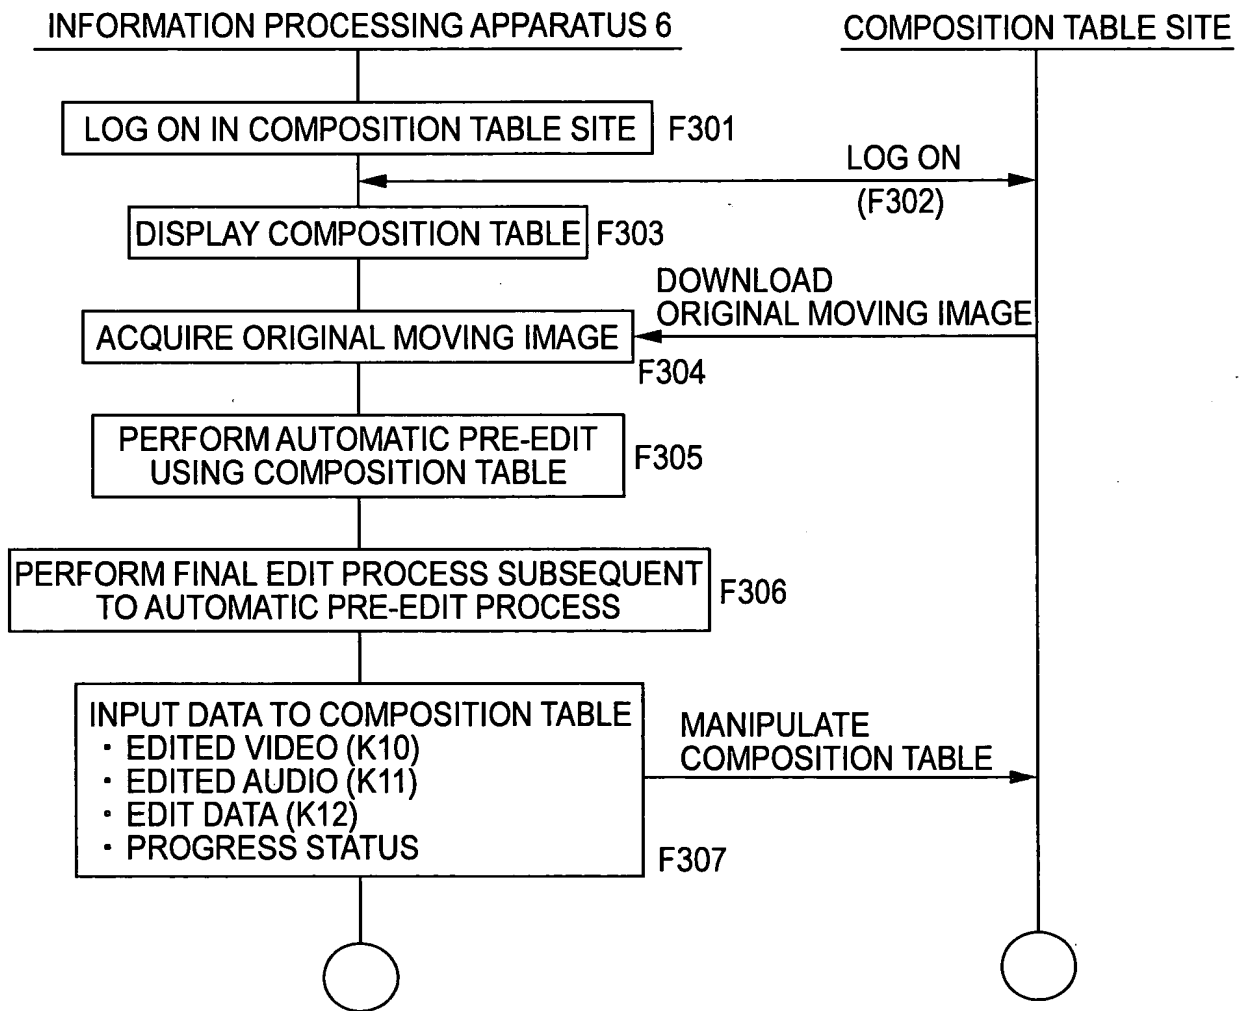 INFORMATION PROCESSING APPARATUS 6
COMPOSITION TABLE SITE
LOG ON IN COMPOSITION TABLE SITE
F301
LOG ON
(F302)
DISPLAY COMPOSITION TABLE
F303
DOWNLOAD
ORIGINAL MOVING IMAGE
ACQUIRE ORIGINAL MOVING IMAGE
F304
PERFORM AUTOMATIC PRE-EDIT
USING COMPOSITION TABLE
F305
PERFORM FINAL EDIT PROCESS SUBSEQUENT
TO AUTOMATIC PRE-EDIT PROCESS
F306
INPUT DATA TO COMPOSITION TABLE
・ EDITED VIDEO (K10)
・ EDITED AUDIO (K11)
・ EDIT DATA (K12)
・ PROGRESS STATUS
F307
MANIPULATE
COMPOSITION TABLE